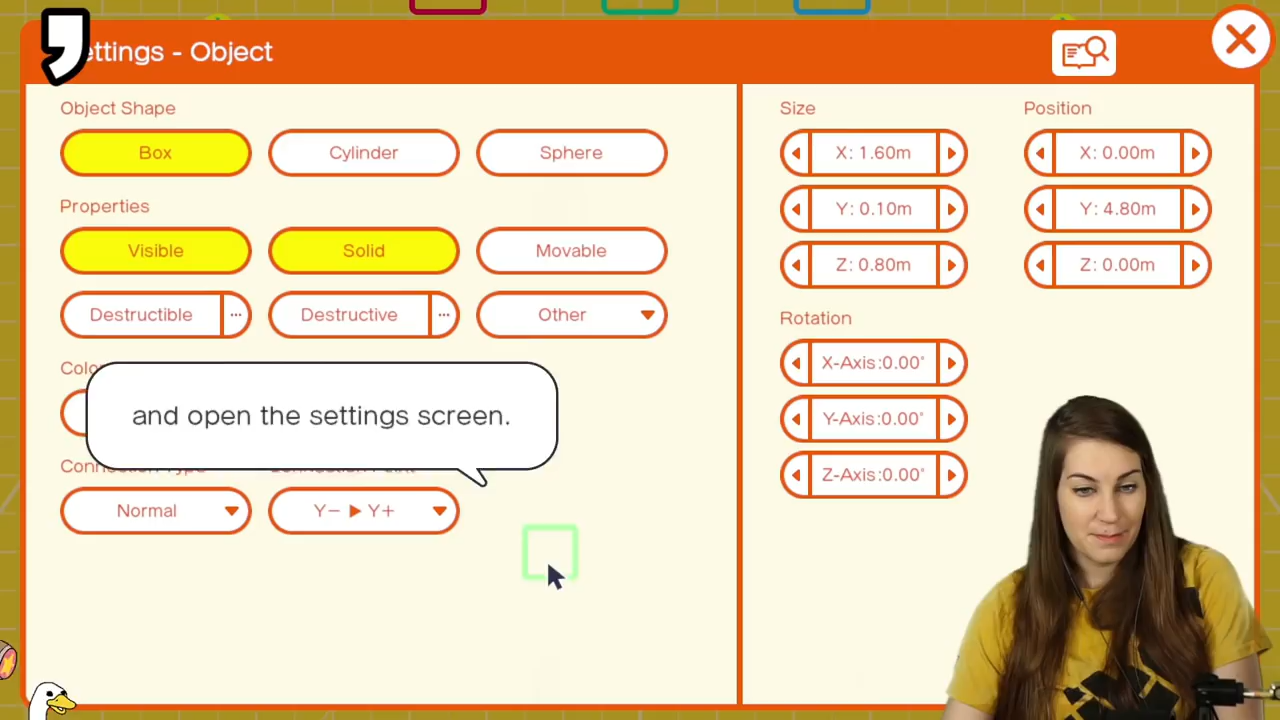 ettings - Object
Object Shape
Box
Cylinder
Sphere
Properties
Visible
Solid
Movable
Destructible
Destructive
Other
and open the settings screen.
Normal
Y− ▶ Y+
Size
X: 1.60m
Y: 0.10m
Z: 0.80m
Position
X: 0.00m
Y: 4.80m
Z: 0.00m
Rotation
X-Axis:0.00°
Y-Axis:0.00°
Z-Axis:0.00°